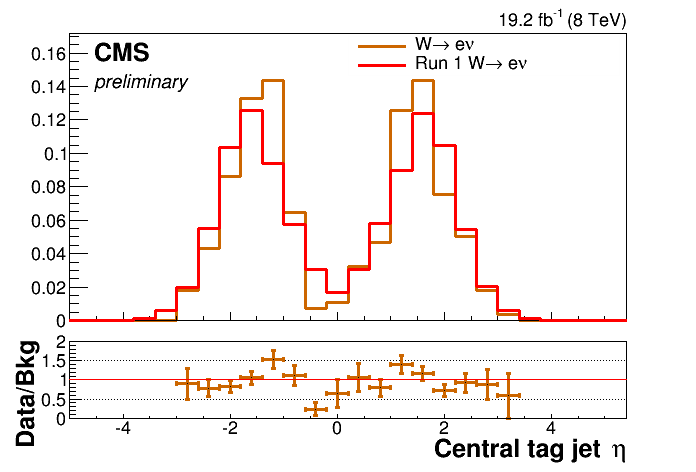 19.2 fb⁻¹ (8 TeV)
CMS
preliminary
W→ eν
Run 1 W→ eν
0.16
0.14
0.12
0.1
0.08
0.06
0.04
0.02
0
2
1.5
1
0.5
0
Data/Bkg
-4 -2 0 2 4
Central tag jet η